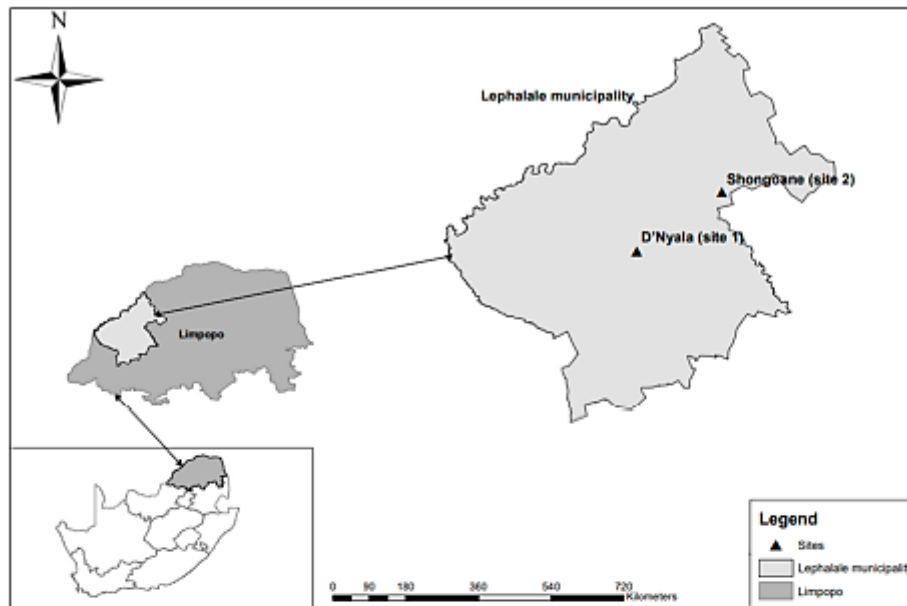 N
Lephalale municipality
Shongoane (site 2)
D'Nyala (site 1)
Limpopo
0 90 180 360 540 720
Kilometers
Legend
Sites
Lephalale municipality
Limpopo